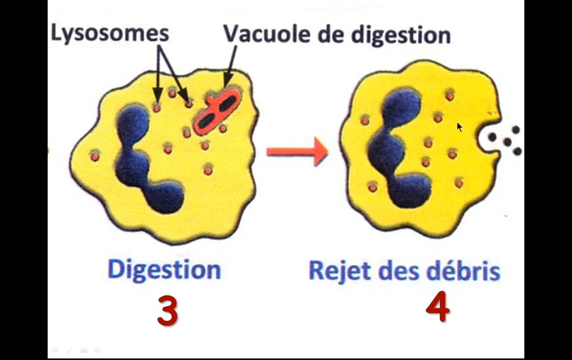 Lysosomes
Vacuole de digestion
Digestion
Rejet des débris
3
4